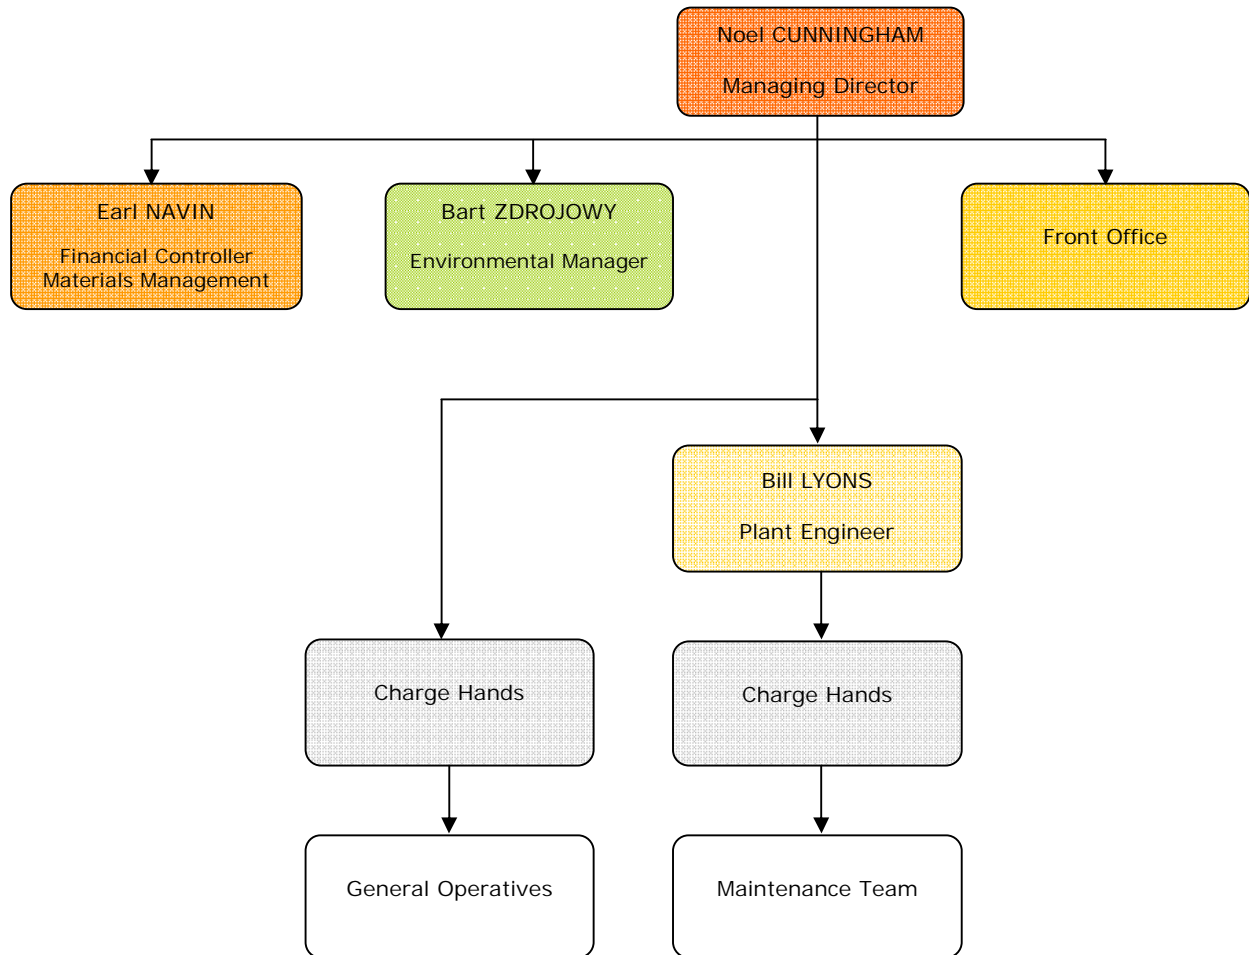 Noel CUNNINGHAM
Managing Director
Earl NAVIN
Financial Controller
Materials Management
Bart ZDROJOWY
Environmental Manager
Front Office
Bill LYONS
Plant Engineer
Charge Hands
Charge Hands
General Operatives
Maintenance Team